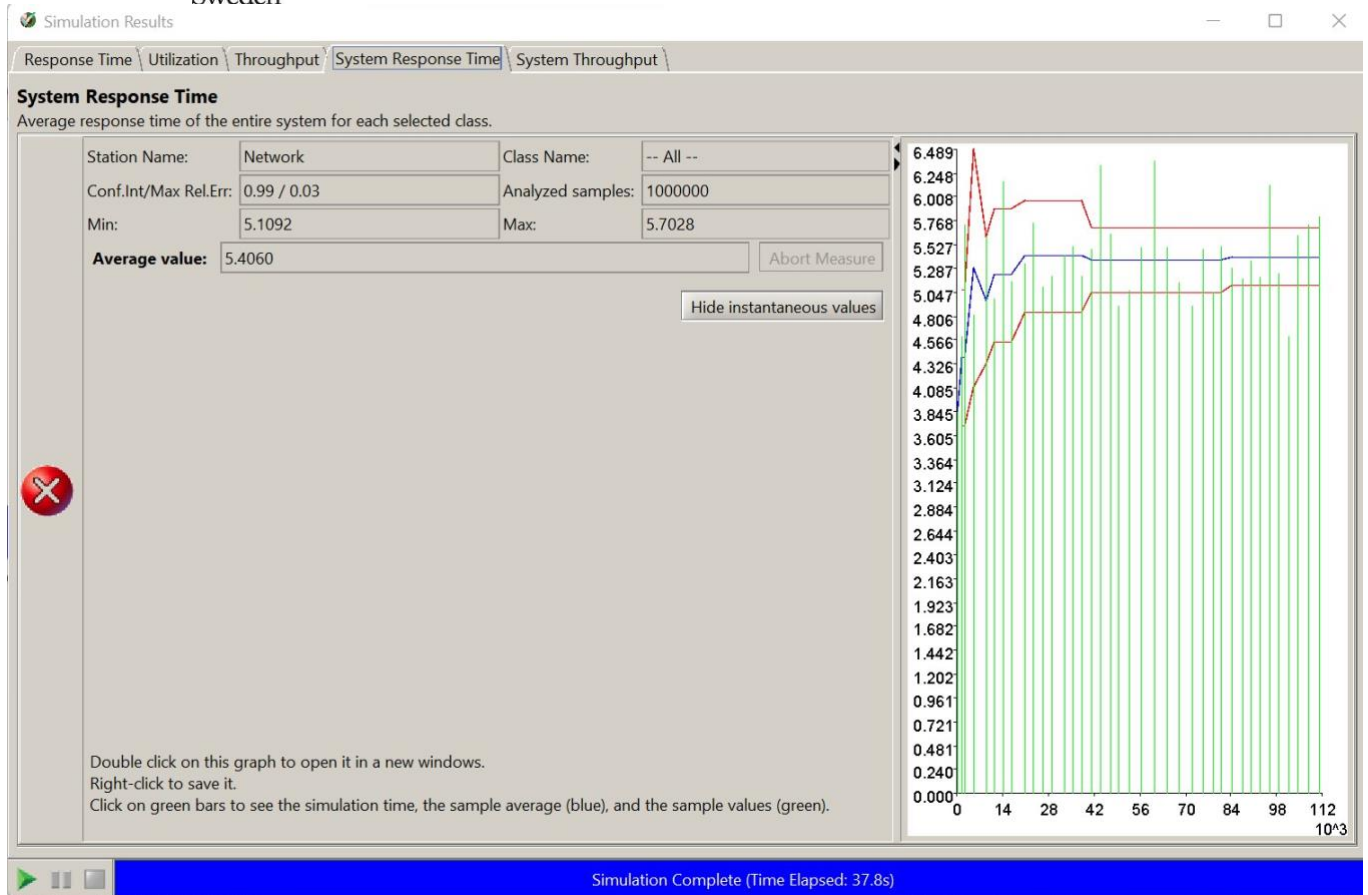 Sweden
Simulation Results
Response Time Utilization Throughput System Response Time System Throughput
System Response Time
Average response time of the entire system for each selected class.
Station Name: Network Class Name: -- All --
Conf.Int/Max Rel.Err: 0.99 / 0.03 Analyzed samples: 1000000
Min: 5.1092 Max: 5.7028
Average value: 5.4060 Abort Measure
Hide instantaneous values
Double click on this graph to open it in a new windows.
Right-click to save it.
Click on green bars to see the simulation time, the sample average (blue), and the sample values (green).
6.489
6.248
6.008
5.768
5.527
5.287
5.047
4.806
4.566
4.326
4.085
3.845
3.605
3.364
3.124
2.884
2.644
2.403
2.163
1.923
1.682
1.442
1.202
0.961
0.721
0.481
0.240
0.000
0 14 28 42 56 70 84 98 112
10^3
Simulation Complete (Time Elapsed: 37.8s)